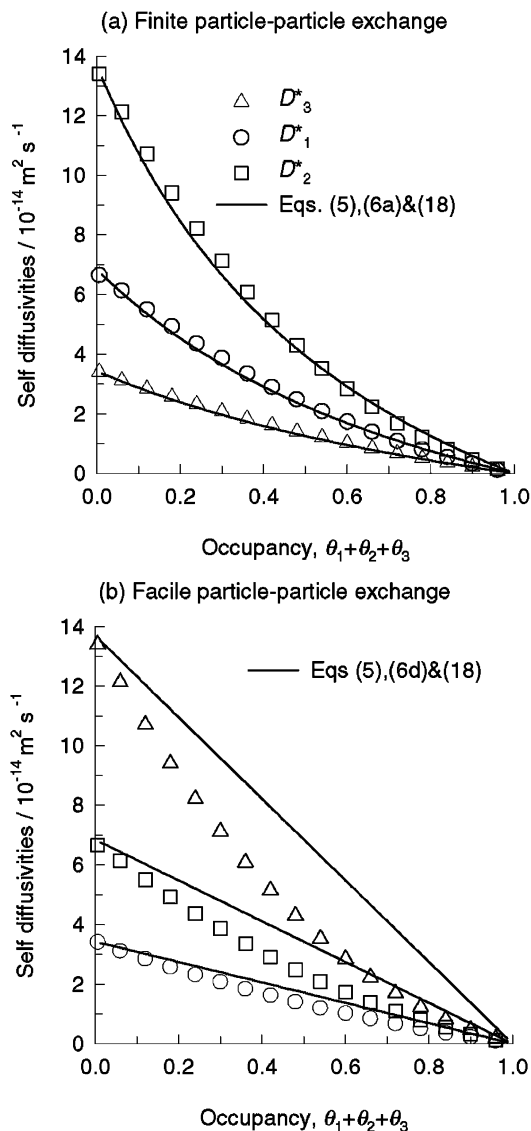 (a) Finite particle-particle exchange
14
12
10
8
6
4
2
0
Self diffusivities / 10⁻¹⁴ m² s⁻¹
D*₃
D*₁
D*₂
Eqs. (5),(6a)&(18)
0.0 0.2 0.4 0.6 0.8 1.0
Occupancy, θ₁+θ₂+θ₃
(b) Facile particle-particle exchange
14
12
10
8
6
4
2
0
Self diffusivities / 10⁻¹⁴ m² s⁻¹
Eqs (5),(6d)&(18)
0.0 0.2 0.4 0.6 0.8 1.0
Occupancy, θ₁+θ₂+θ₃